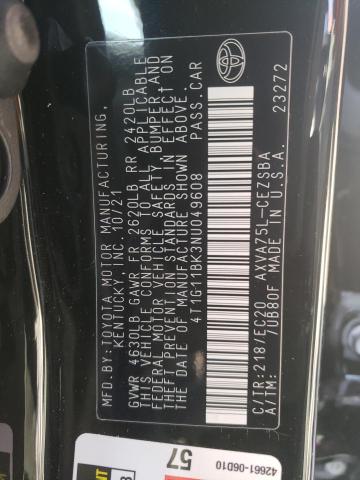 MFD.BY:TOYOTA MOTOR MANUFACTURING,
KENTUCKY, INC. 10/21
GVWR 4630LB GAWR FR 2620LB RR 2420LB
THIS VEHICLE CONFORMS TO ALL APPLICABLE
FEDERAL MOTOR VEHICLE SAFETY, BUMPER, AND
THEFT PREVENTION STANDARDS IN EFFECT ON
THE DATE OF MANUFACTURE SHOWN ABOVE.
4T1G11BK3NU049608 PASS.CAR
C/TR:218/EC20 AXVA75L-CEZSBA
A/TM: 7UB80F MADE IN U.S.A. 23272
42661-06D10
57